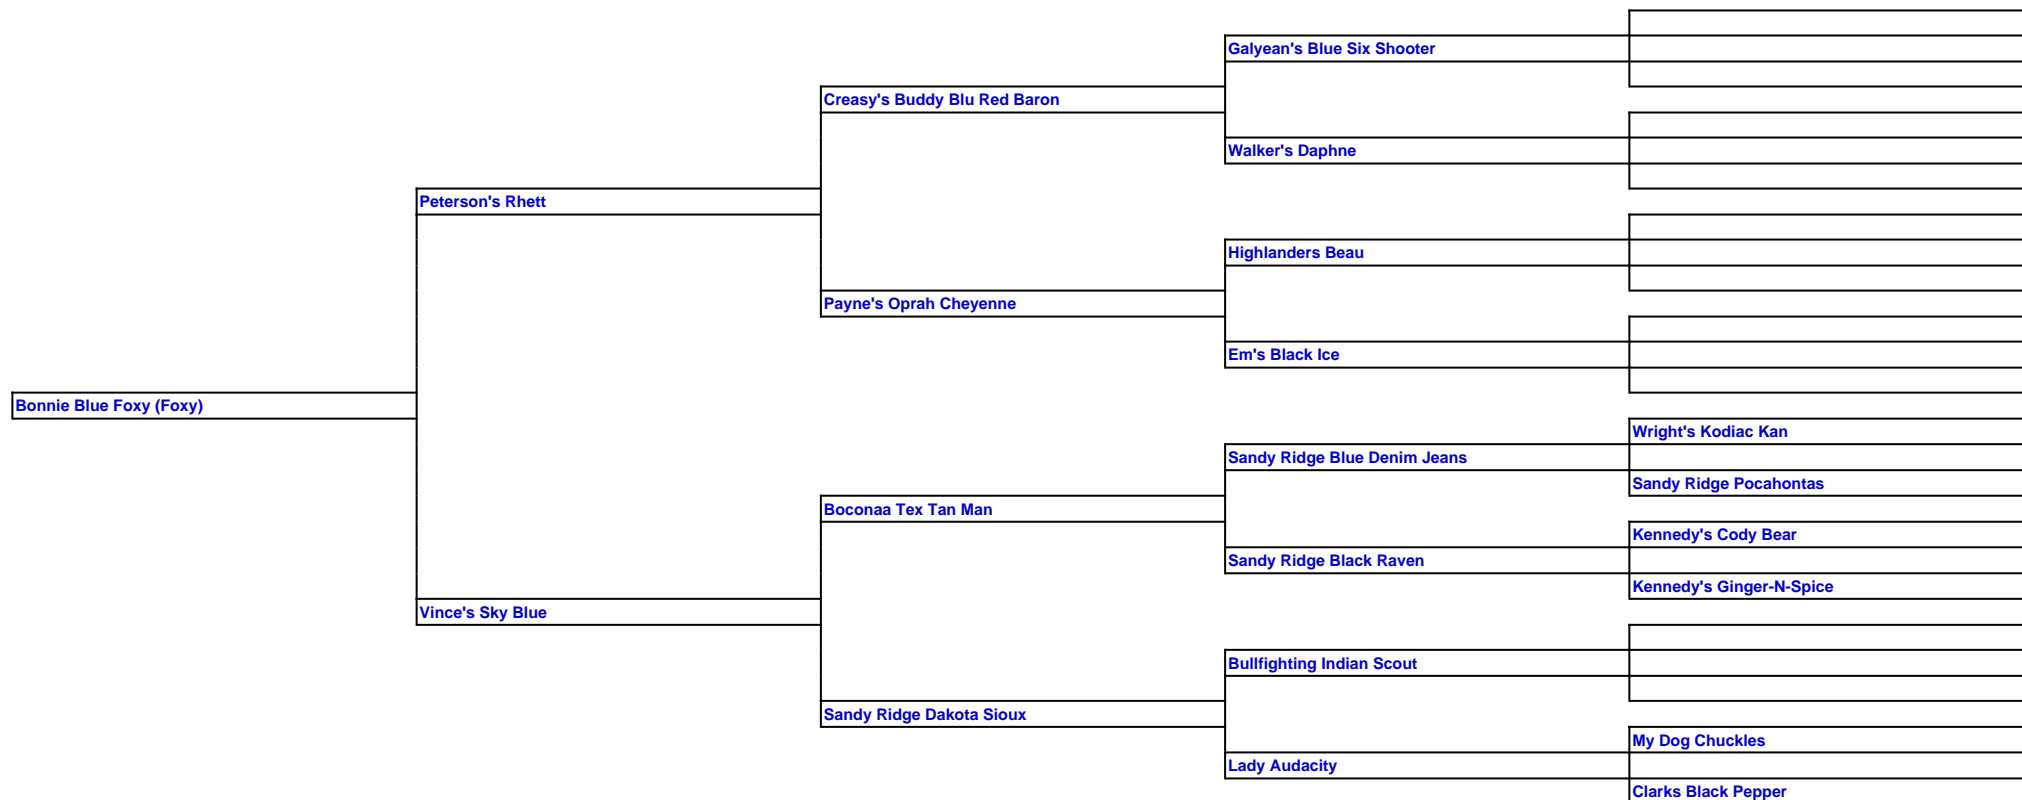 Galyean's Blue Six Shooter
Creasy's Buddy Blu Red Baron
Walker's Daphne
Peterson's Rhett
Highlanders Beau
Payne's Oprah Cheyenne
Em's Black Ice
Bonnie Blue Foxy (Foxy)
Wright's Kodiac Kan
Sandy Ridge Blue Denim Jeans
Sandy Ridge Pocahontas
Boconaa Tex Tan Man
Kennedy's Cody Bear
Sandy Ridge Black Raven
Kennedy's Ginger-N-Spice
Vince's Sky Blue
Bullfighting Indian Scout
Sandy Ridge Dakota Sioux
My Dog Chuckles
Lady Audacity
Clarks Black Pepper